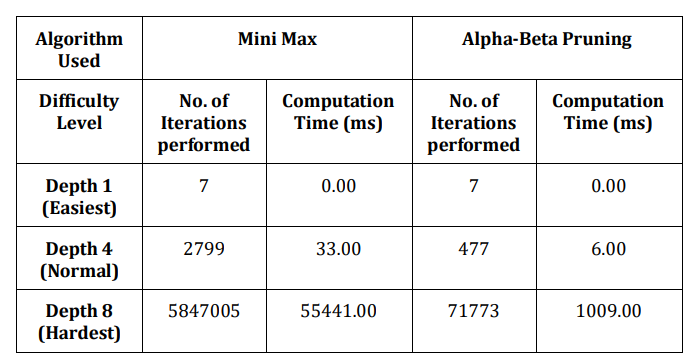 Algorithm Used Mini Max Alpha-Beta Pruning
Difficulty Level No. of Iterations performed Computation Time (ms) No. of Iterations performed Computation Time (ms)
Depth 1 (Easiest) 7 0.00 7 0.00
Depth 4 (Normal) 2799 33.00 477 6.00
Depth 8 (Hardest) 5847005 55441.00 71773 1009.00